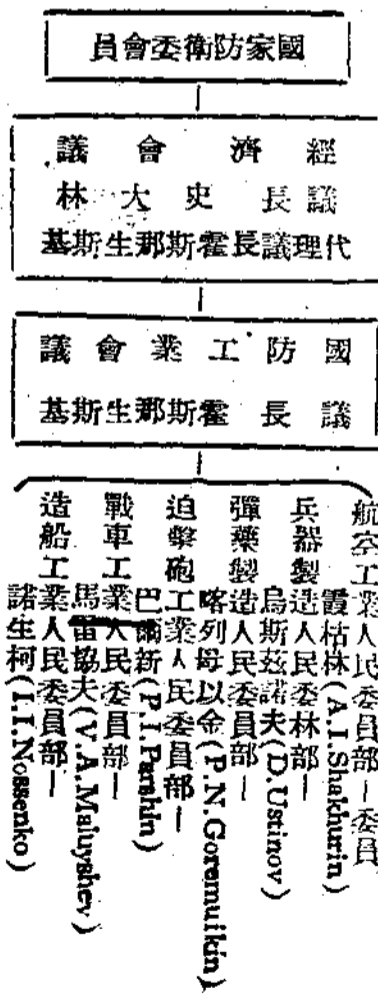 國家防衛委會員
經濟會議
議長史大林
代理議長霍斯那生斯基
國防工業會議
議長霍斯那生斯基
航空工業人民委員部—委員
霞枯林(A.I.Shakhurin)
兵器製造人民委林部—
烏斯茲諾夫(D.Ustinov)
彈藥製造人民委員部—
喀列母以金(P.N.Goremuikin)
迫擊砲工業人民委員部—
巴爾新(P.I.Parshin)
戰車工業人民委員部—
馬雷協夫(V.A.Maluyshev)
造船工業人民委員部—
諾生柯(I.I.Nossenko)